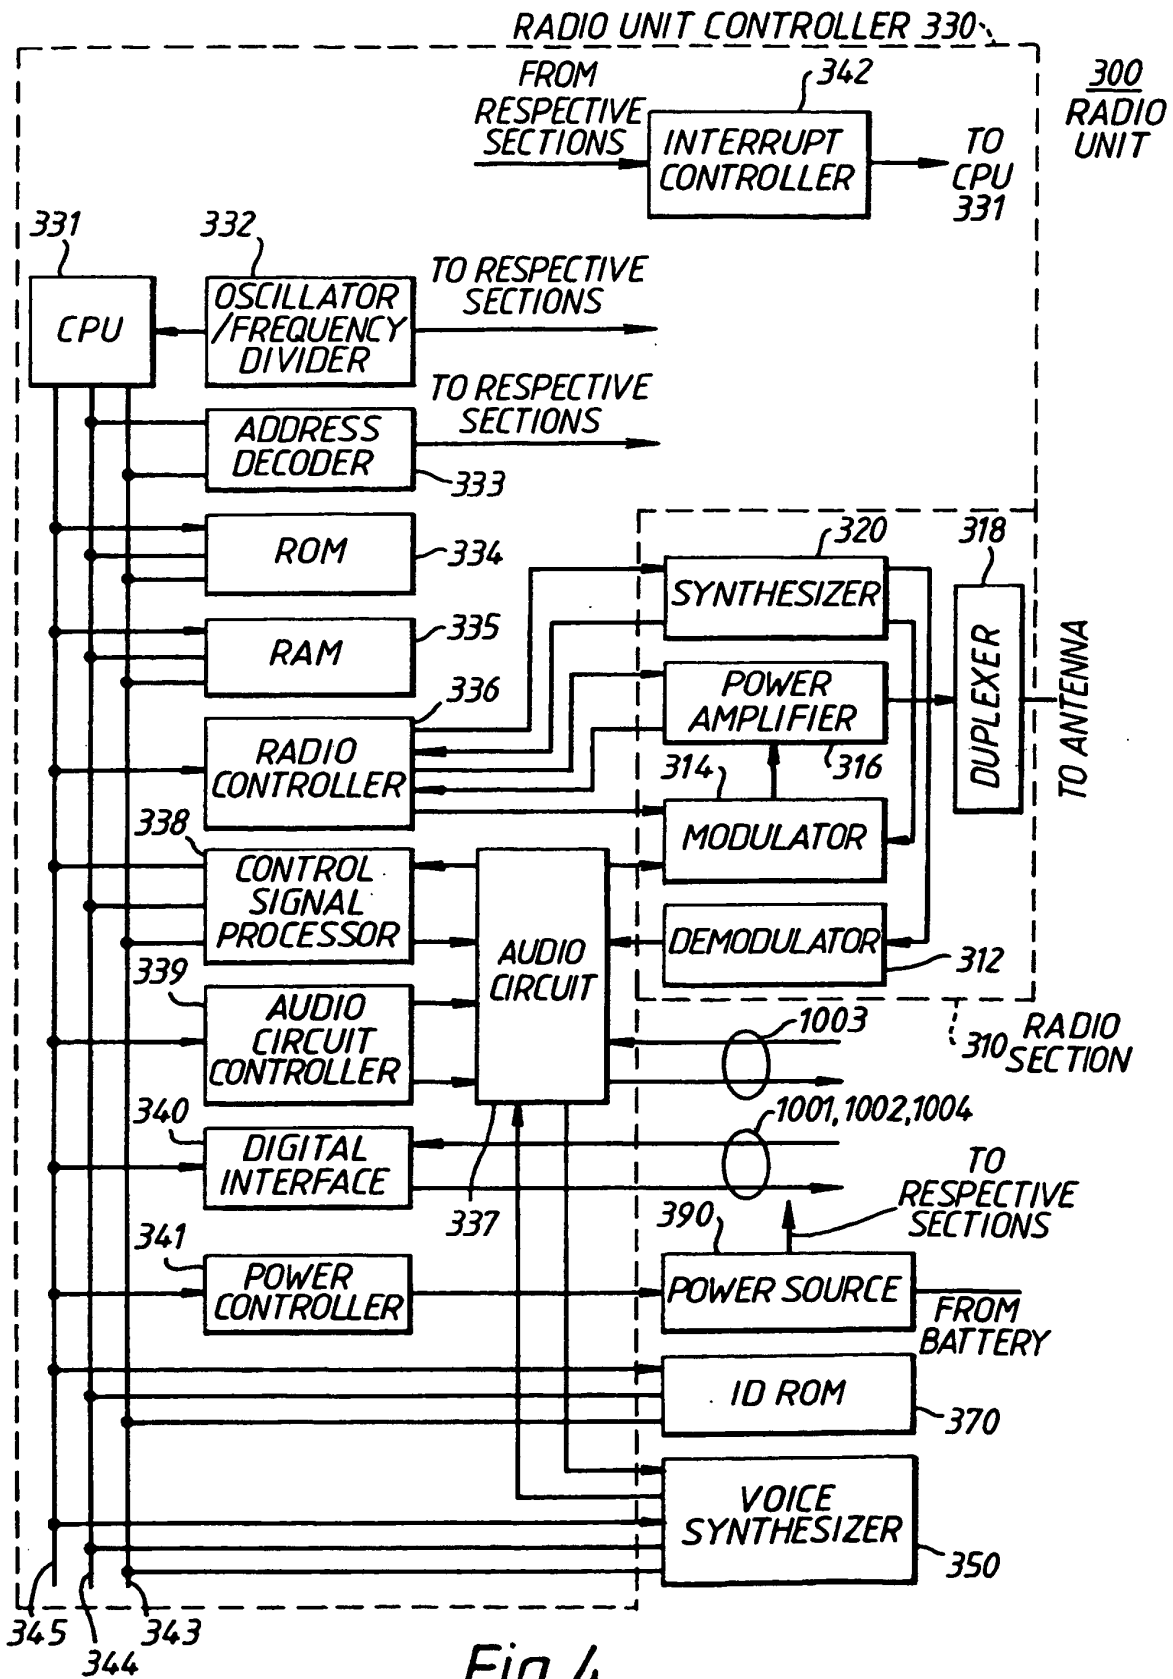 RADIO UNIT CONTROLLER 330
300
RADIO
UNIT
FROM
RESPECTIVE
SECTIONS
342
INTERRUPT
CONTROLLER
TO
CPU
331
331
CPU
332
OSCILLATOR
/FREQUENCY
DIVIDER
TO RESPECTIVE
SECTIONS
ADDRESS
DECODER
333
TO RESPECTIVE
SECTIONS
ROM
334
RAM
335
336
RADIO
CONTROLLER
320
SYNTHESIZER
318
DUPLEXER
TO ANTENNA
POWER
AMPLIFIER
316
314
MODULATOR
338
CONTROL
SIGNAL
PROCESSOR
AUDIO
CIRCUIT
DEMODULATOR
312
339
AUDIO
CIRCUIT
CONTROLLER
1003
310 RADIO
SECTION
340
DIGITAL
INTERFACE
1001,1002,1004
337
TO
RESPECTIVE
SECTIONS
341
POWER
CONTROLLER
390
POWER SOURCE
FROM
BATTERY
ID ROM
370
VOICE
SYNTHESIZER
350
345
344
343
Fig.4.